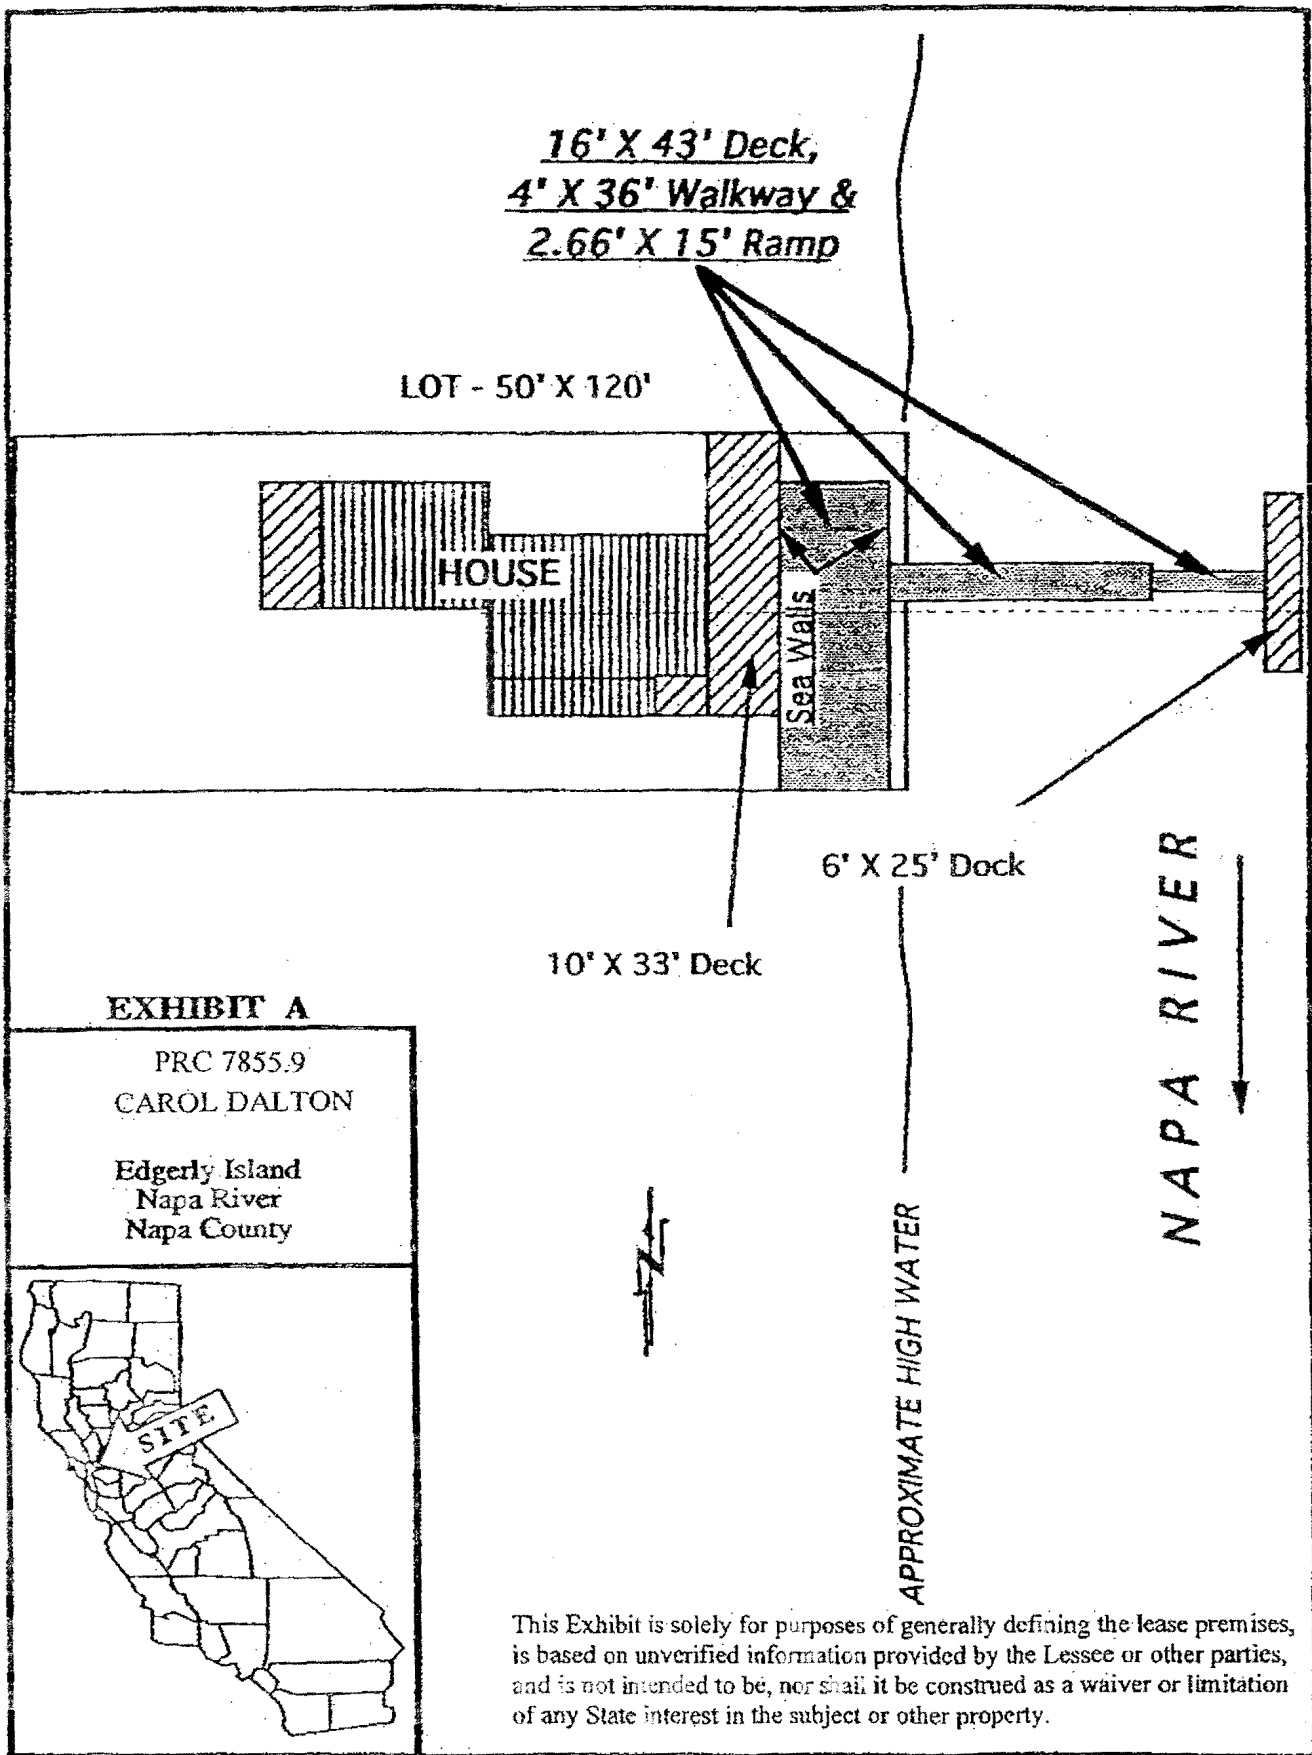 16' X 43' Deck,
4' X 36' Walkway &
2.66' X 15' Ramp
LOT - 50' X 120'
HOUSE
Sea Walls
6' X 25' Dock
10' X 33' Deck
NAPA RIVER
APPROXIMATE HIGH WATER
N
EXHIBIT A
PRC 7855.9
CAROL DALTON
Edgerly Island
Napa River
Napa County
SITE
This Exhibit is solely for purposes of generally defining the lease premises,
is based on unverified information provided by the Lessee or other parties,
and is not intended to be, nor shall it be construed as a waiver or limitation
of any State interest in the subject or other property.